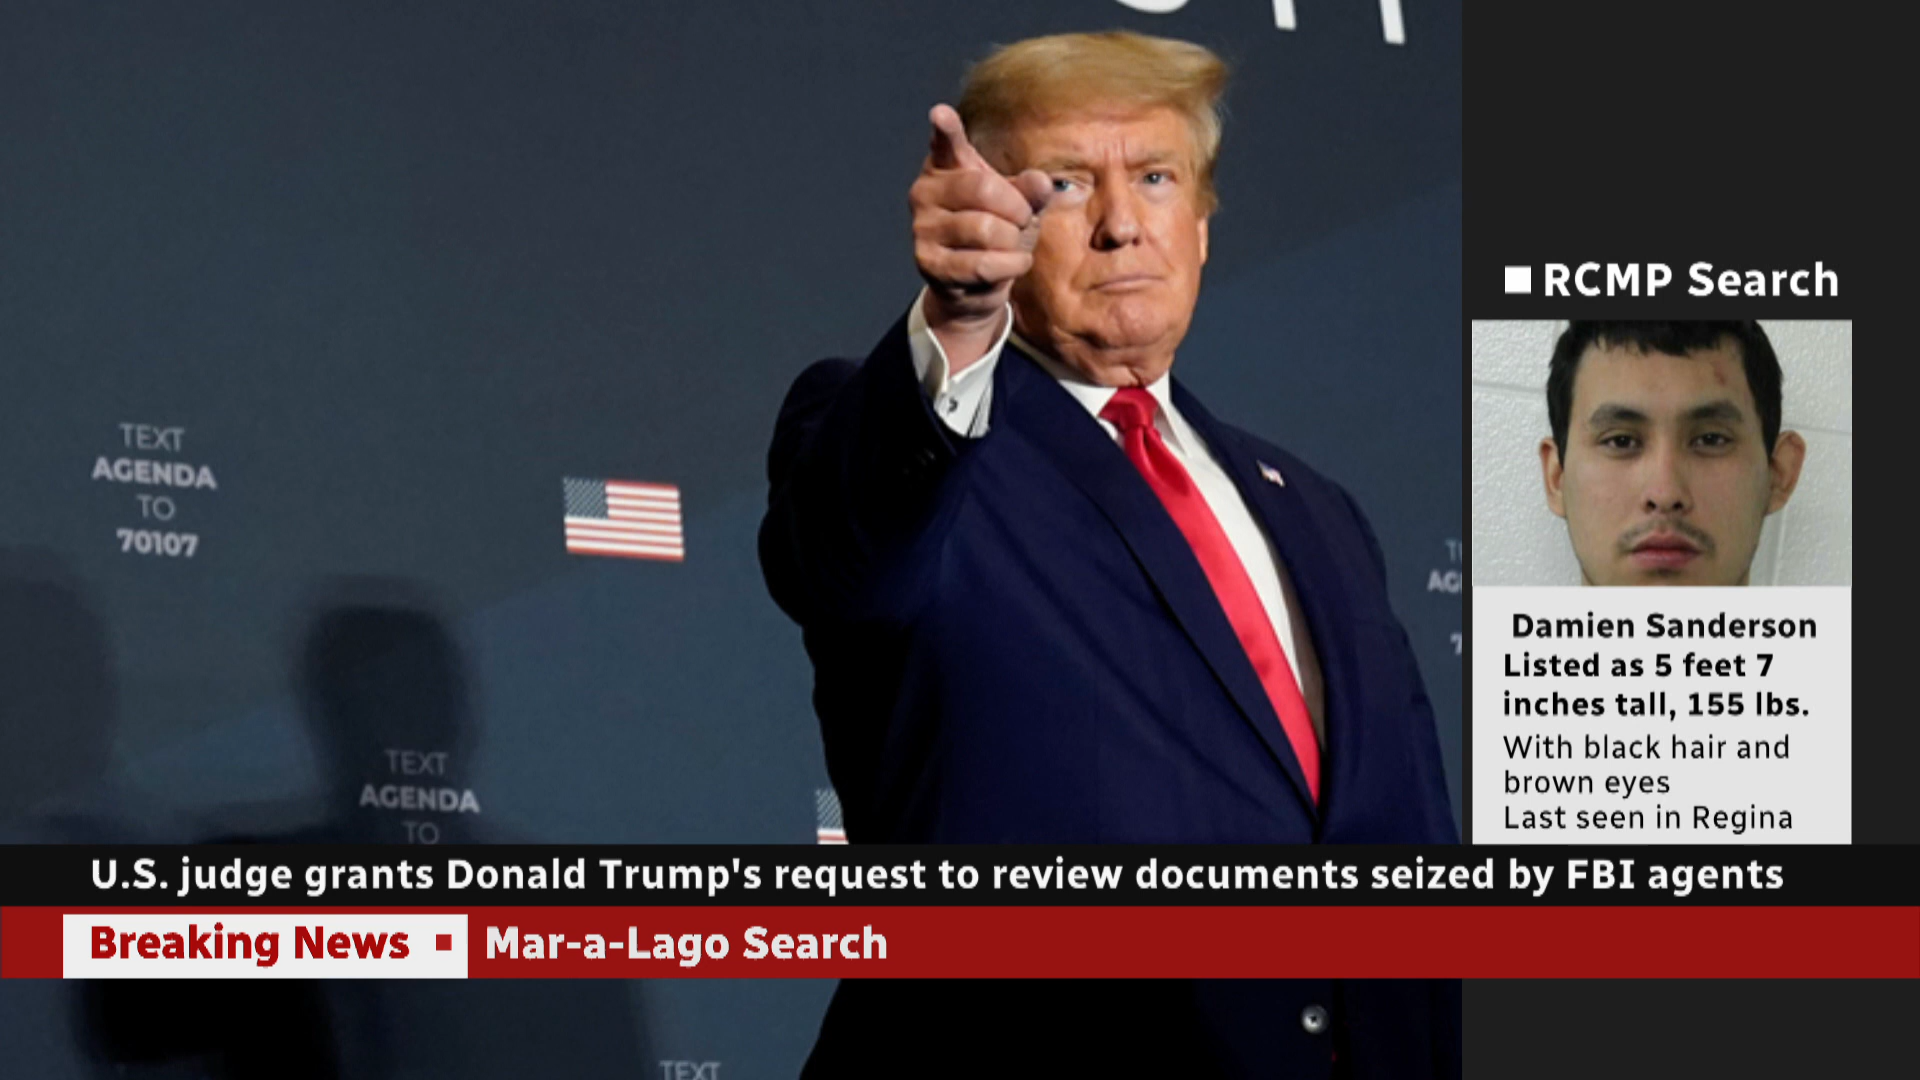 TEXT
AGENDA
TO
70107
TEXT
AGENDA
TO
TEXT
RCMP Search
Damien Sanderson
Listed as 5 feet 7
inches tall, 155 lbs.
With black hair and
brown eyes
Last seen in Regina
U.S. judge grants Donald Trump's request to review documents seized by FBI agents
Breaking News
Mar-a-Lago Search